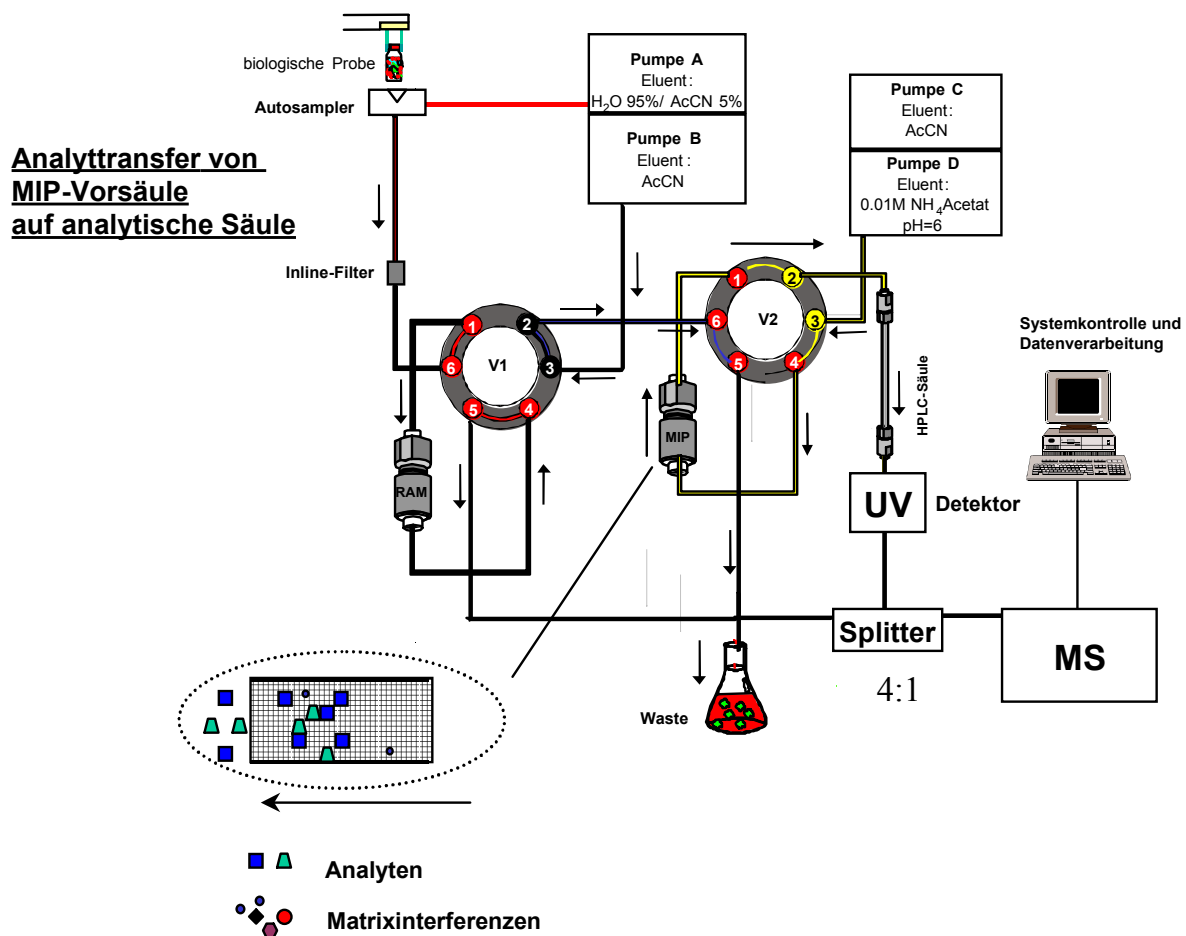 biologische Probe
Autosampler
Analyttransfer von
MIP-Vorsäule
auf analytische Säule
Inline-Filter
Pumpe A
Eluent:
H₂O 95%/ AcCN 5%
Pumpe B
Eluent:
AcCN
Pumpe C
Eluent:
AcCN
Pumpe D
Eluent:
0.01M NH₄Acetat
pH=6
1
2
3
4
5
6
V1
1
2
3
4
5
6
V2
RAM
MIP
HPLC-Säule
Systemkontrolle und
Datenverarbeitung
UV
Detektor
Splitter
4:1
MS
Waste
Analyten
Matrixinterferenzen